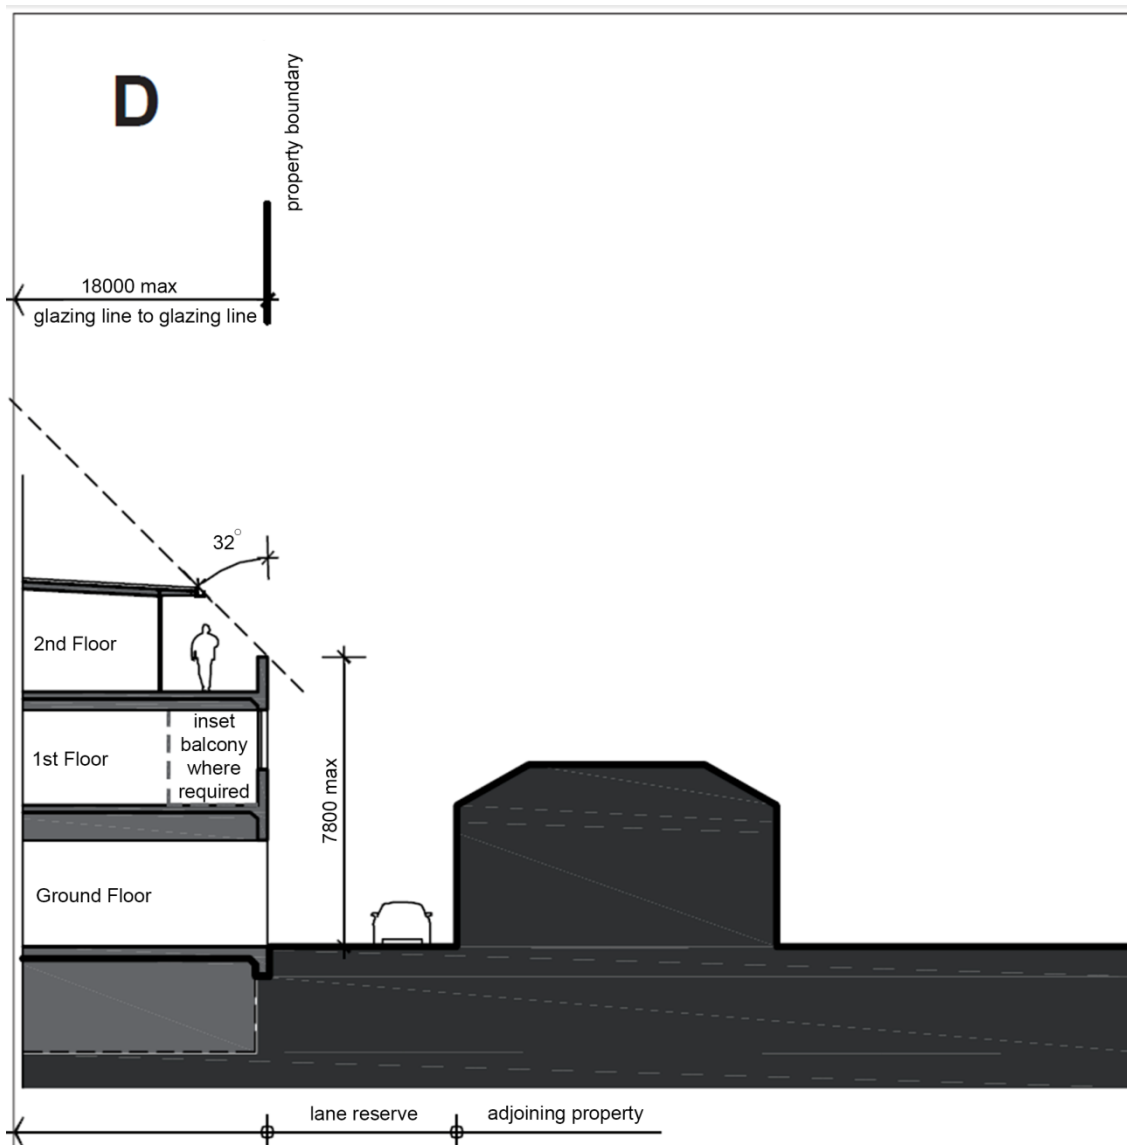 D
property boundary
18000 max
glazing line to glazing line
32°
2nd Floor
inset
balcony
where
required
1st Floor
7800 max
Ground Floor
lane reserve
adjoining property